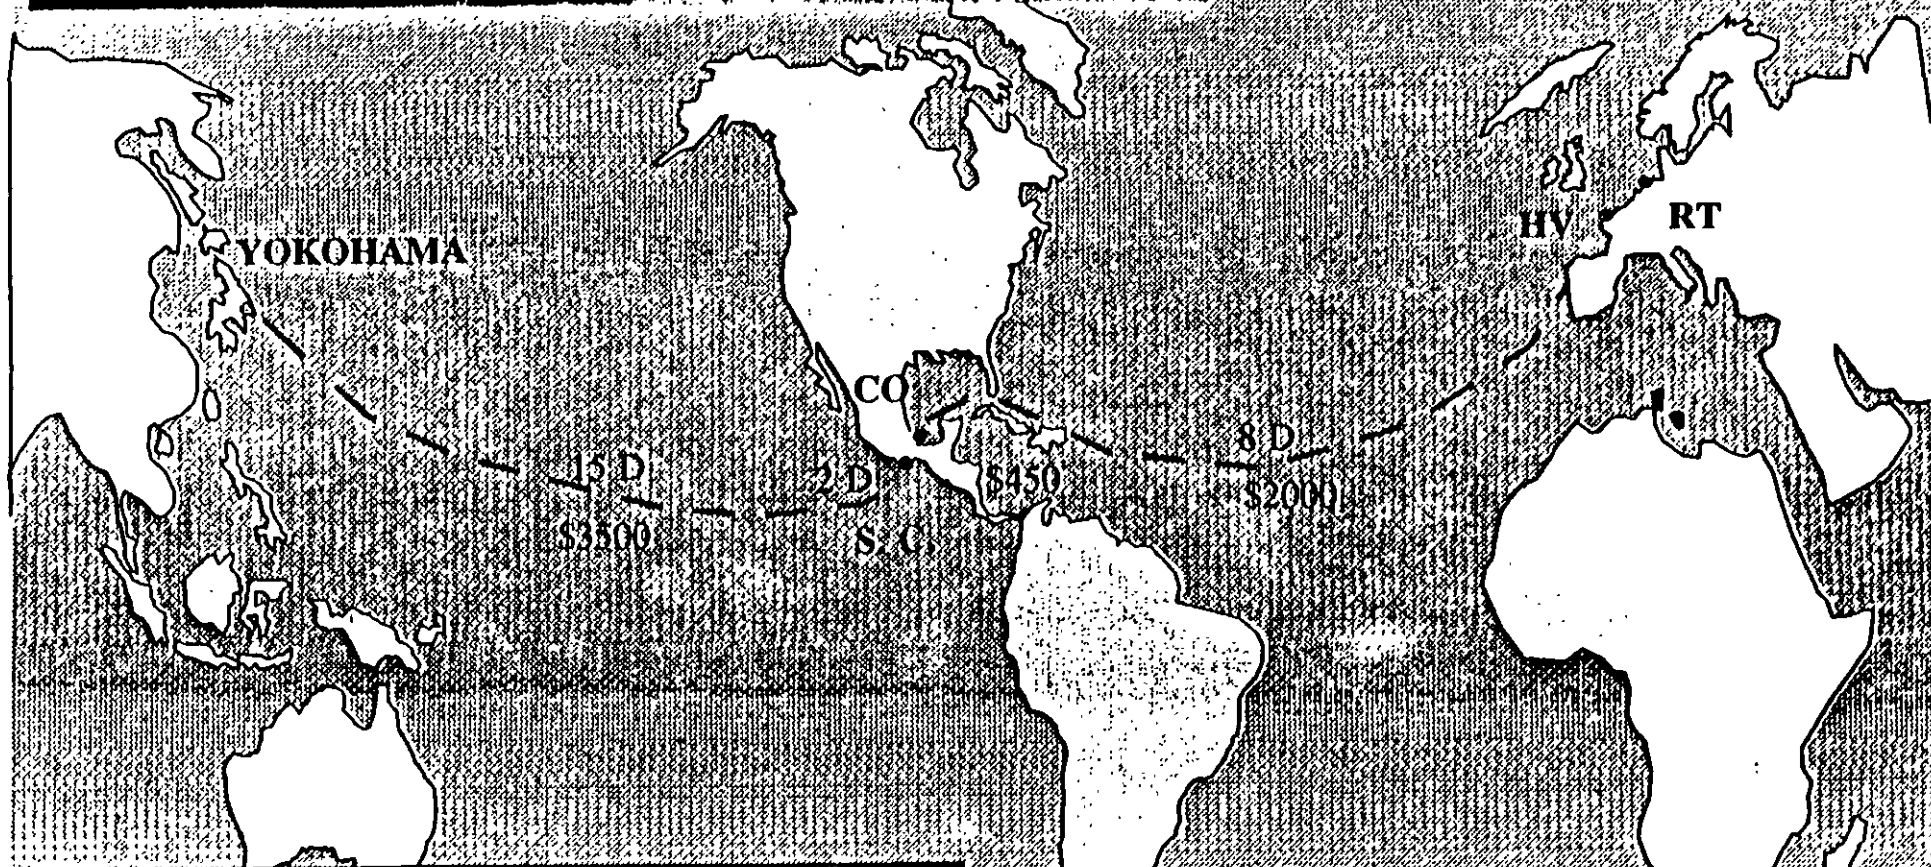 HV
RT
YOKOHAMA
CO
8 D
15 D
2 D
$450
$2000
$3500
S. C.